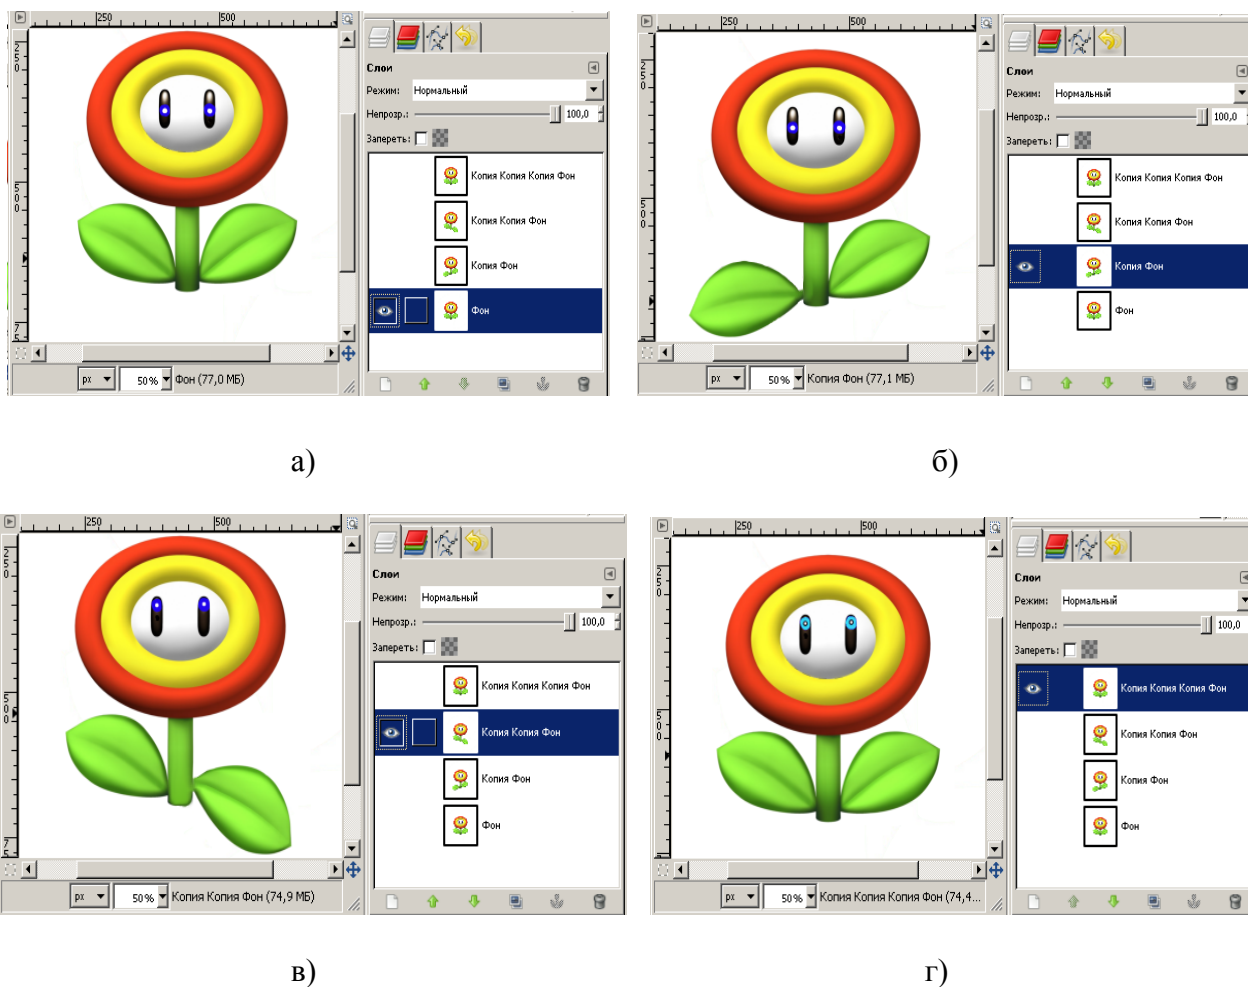 250 500
Слои
Режим: Нормальный
Непрозр.: 100,0
Запереть:
Копия Копия Копия Фон
Копия Копия Фон
Копия Фон
Фон
px 50% Фон (77,0 МБ)
250 500
Слои
Режим: Нормальный
Непрозр.: 100,0
Запереть:
Копия Копия Копия Фон
Копия Копия Фон
Копия Фон
Фон
px 50% Копия Фон (77,1 МБ)
а)
б)
250 500
Слои
Режим: Нормальный
Непрозр.: 100,0
Запереть:
Копия Копия Копия Фон
Копия Копия Фон
Копия Фон
Фон
px 50% Копия Копия Фон (74,9 МБ)
250 500
Слои
Режим: Нормальный
Непрозр.: 100,0
Запереть:
Копия Копия Копия Фон
Копия Копия Фон
Копия Фон
Фон
px 50% Копия Копия Копия Фон (74,4...
в)
г)